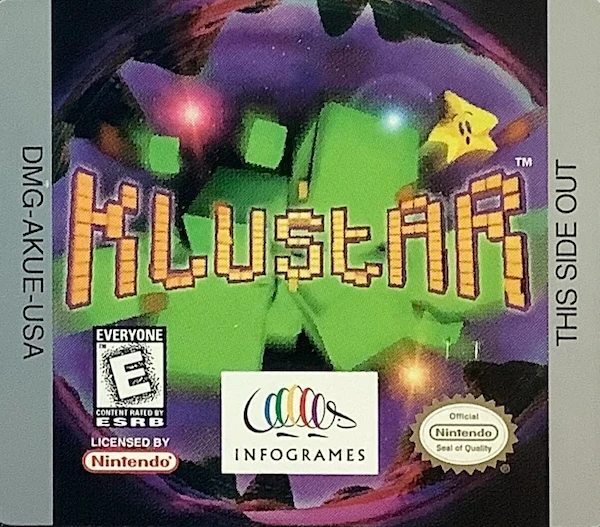 DMG-AKUE-USA
THIS SIDE OUT
KLUSTAR™
EVERYONE
™
E
CONTENT RATED BY
ESRB
LICENSED BY
Nintendo®
INFOGRAMES
Official
Nintendo
Seal of Quality
®